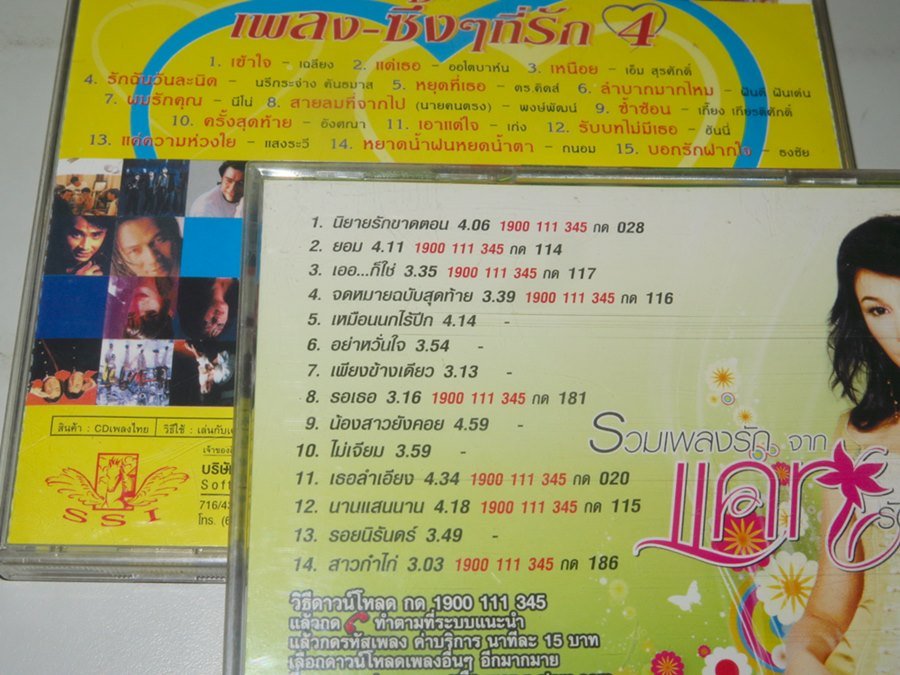 เพลง-ซึ้งๆที่รัก 4
1. เข้าใจ - เฉลียง 2. แด่เธอ - ออโตบาห์น 3. เหนื่อย - เอ็ม สุรศักดิ์
4. รักฉันวันละนิด - นรีกระจ่าง คันธมาส 5. หยุดที่เธอ - ดร.คิดส์ 6. ลำบากมากไหม - ฝันดี ฝันเด่น
7. ผมรักคุณ - นีโน่ 8. สายลมที่จากไป (นายตนตรง) - พงษ์พัฒน์ 9. ซ้ำซ้อน - เกี๊ยง เกียรติศักดิ์
10. ครั้งสุดท้าย - อังศณา 11. เอาแต่ใจ - เก่ง 12. รับบทไม่มีเธอ - ฮันนี่
13. แค่ความห่วงใย - แสงระวี 14. หยาดน้ำฝนหยดน้ำตา - ถนอม 15. บอกรักฝากใจ - ธงชัย
สินค้า : CDเพลงไทย
วิธีใช้ : เล่นกับ
บริษั
Soft
716/43
โทร. (6
SSI
1. นิยายรักขาดตอน 4.06 1900 111 345 กด 028
2. ยอม 4.11 1900 111 345 กด 114
3. เออ...ก็ใช่ 3.35 1900 111 345 กด 117
4. จดหมายฉบับสุดท้าย 3.39 1900 111 345 กด 116
5. เหมือนนกไร้ปีก 4.14 -
6. อย่าหวั่นใจ 3.54 -
7. เพียงข้างเดียว 3.13 -
8. รอเธอ 3.16 1900 111 345 กด 181
9. น้องสาวยังคอย 4.59 -
10. ไม่เจียม 3.59 -
11. เธอลำเอียง 4.34 1900 111 345 กด 020
12. นานแสนนาน 4.18 1900 111 345 กด 115
13. รอยนิรันดร์ 3.49 -
14. สาวกำไก่ 3.03 1900 111 345 กด 186
รวมเพลงรัก จาก
แคท
รั
วิธีดาวน์โหลด กด 1900 111 345
แล้วกด ทำตามที่ระบบแนะนำ
แล้วกดรหัสเพลง ค่าบริการ นาทีละ 15 บาท
เลือกดาวน์โหลดเพลงอื่นๆ อีกมากมาย